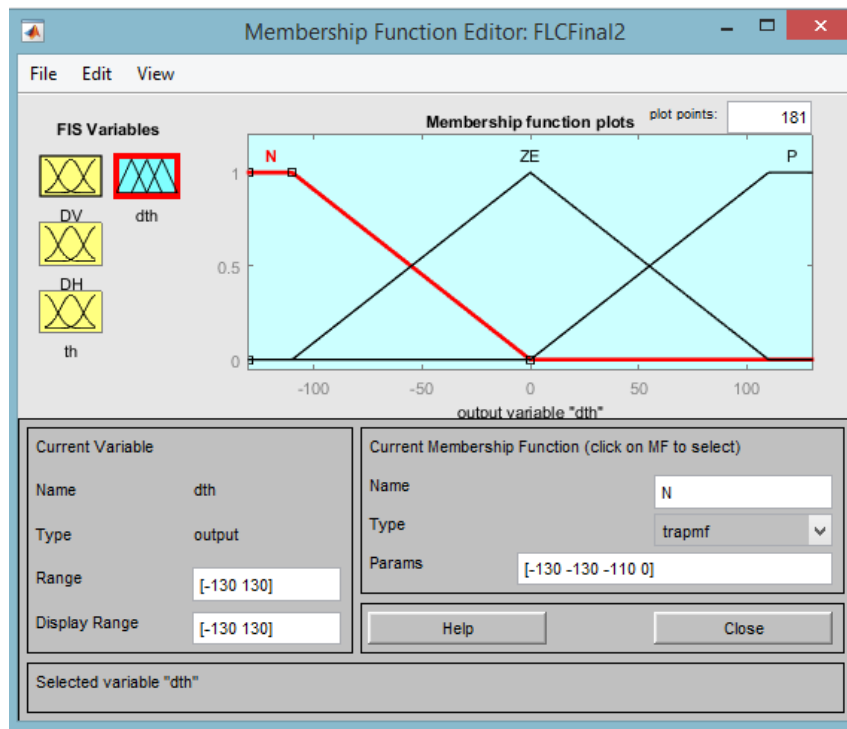 Membership Function Editor: FLCFinal2
File Edit View
FIS Variables
DV
dth
DH
th
Membership function plots
plot points: 181
N ZE P
1
0.5
0
-100 -50 0 50 100
output variable "dth"
Current Variable
Name dth
Type output
Range [-130 130]
Display Range [-130 130]
Current Membership Function (click on MF to select)
Name N
Type trapmf
Params [-130 -130 -110 0]
Help Close
Selected variable "dth"